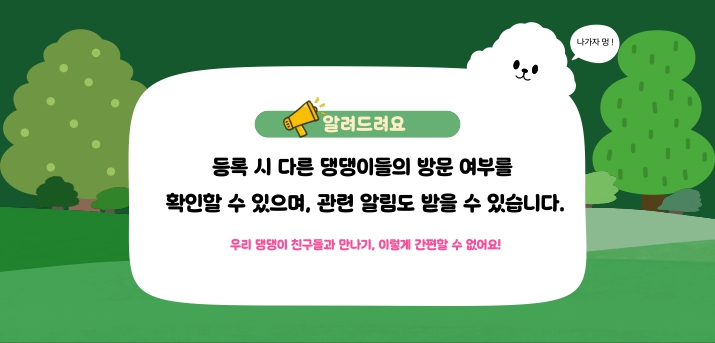 나가자 멍 !
알려드려요
등록 시 다른 댕댕이들의 방문 여부를
확인할 수 있으며, 관련 알림도 받을 수 있습니다.
우리 댕댕이 친구들과 만나기, 이렇게 간편할 수 없어요!